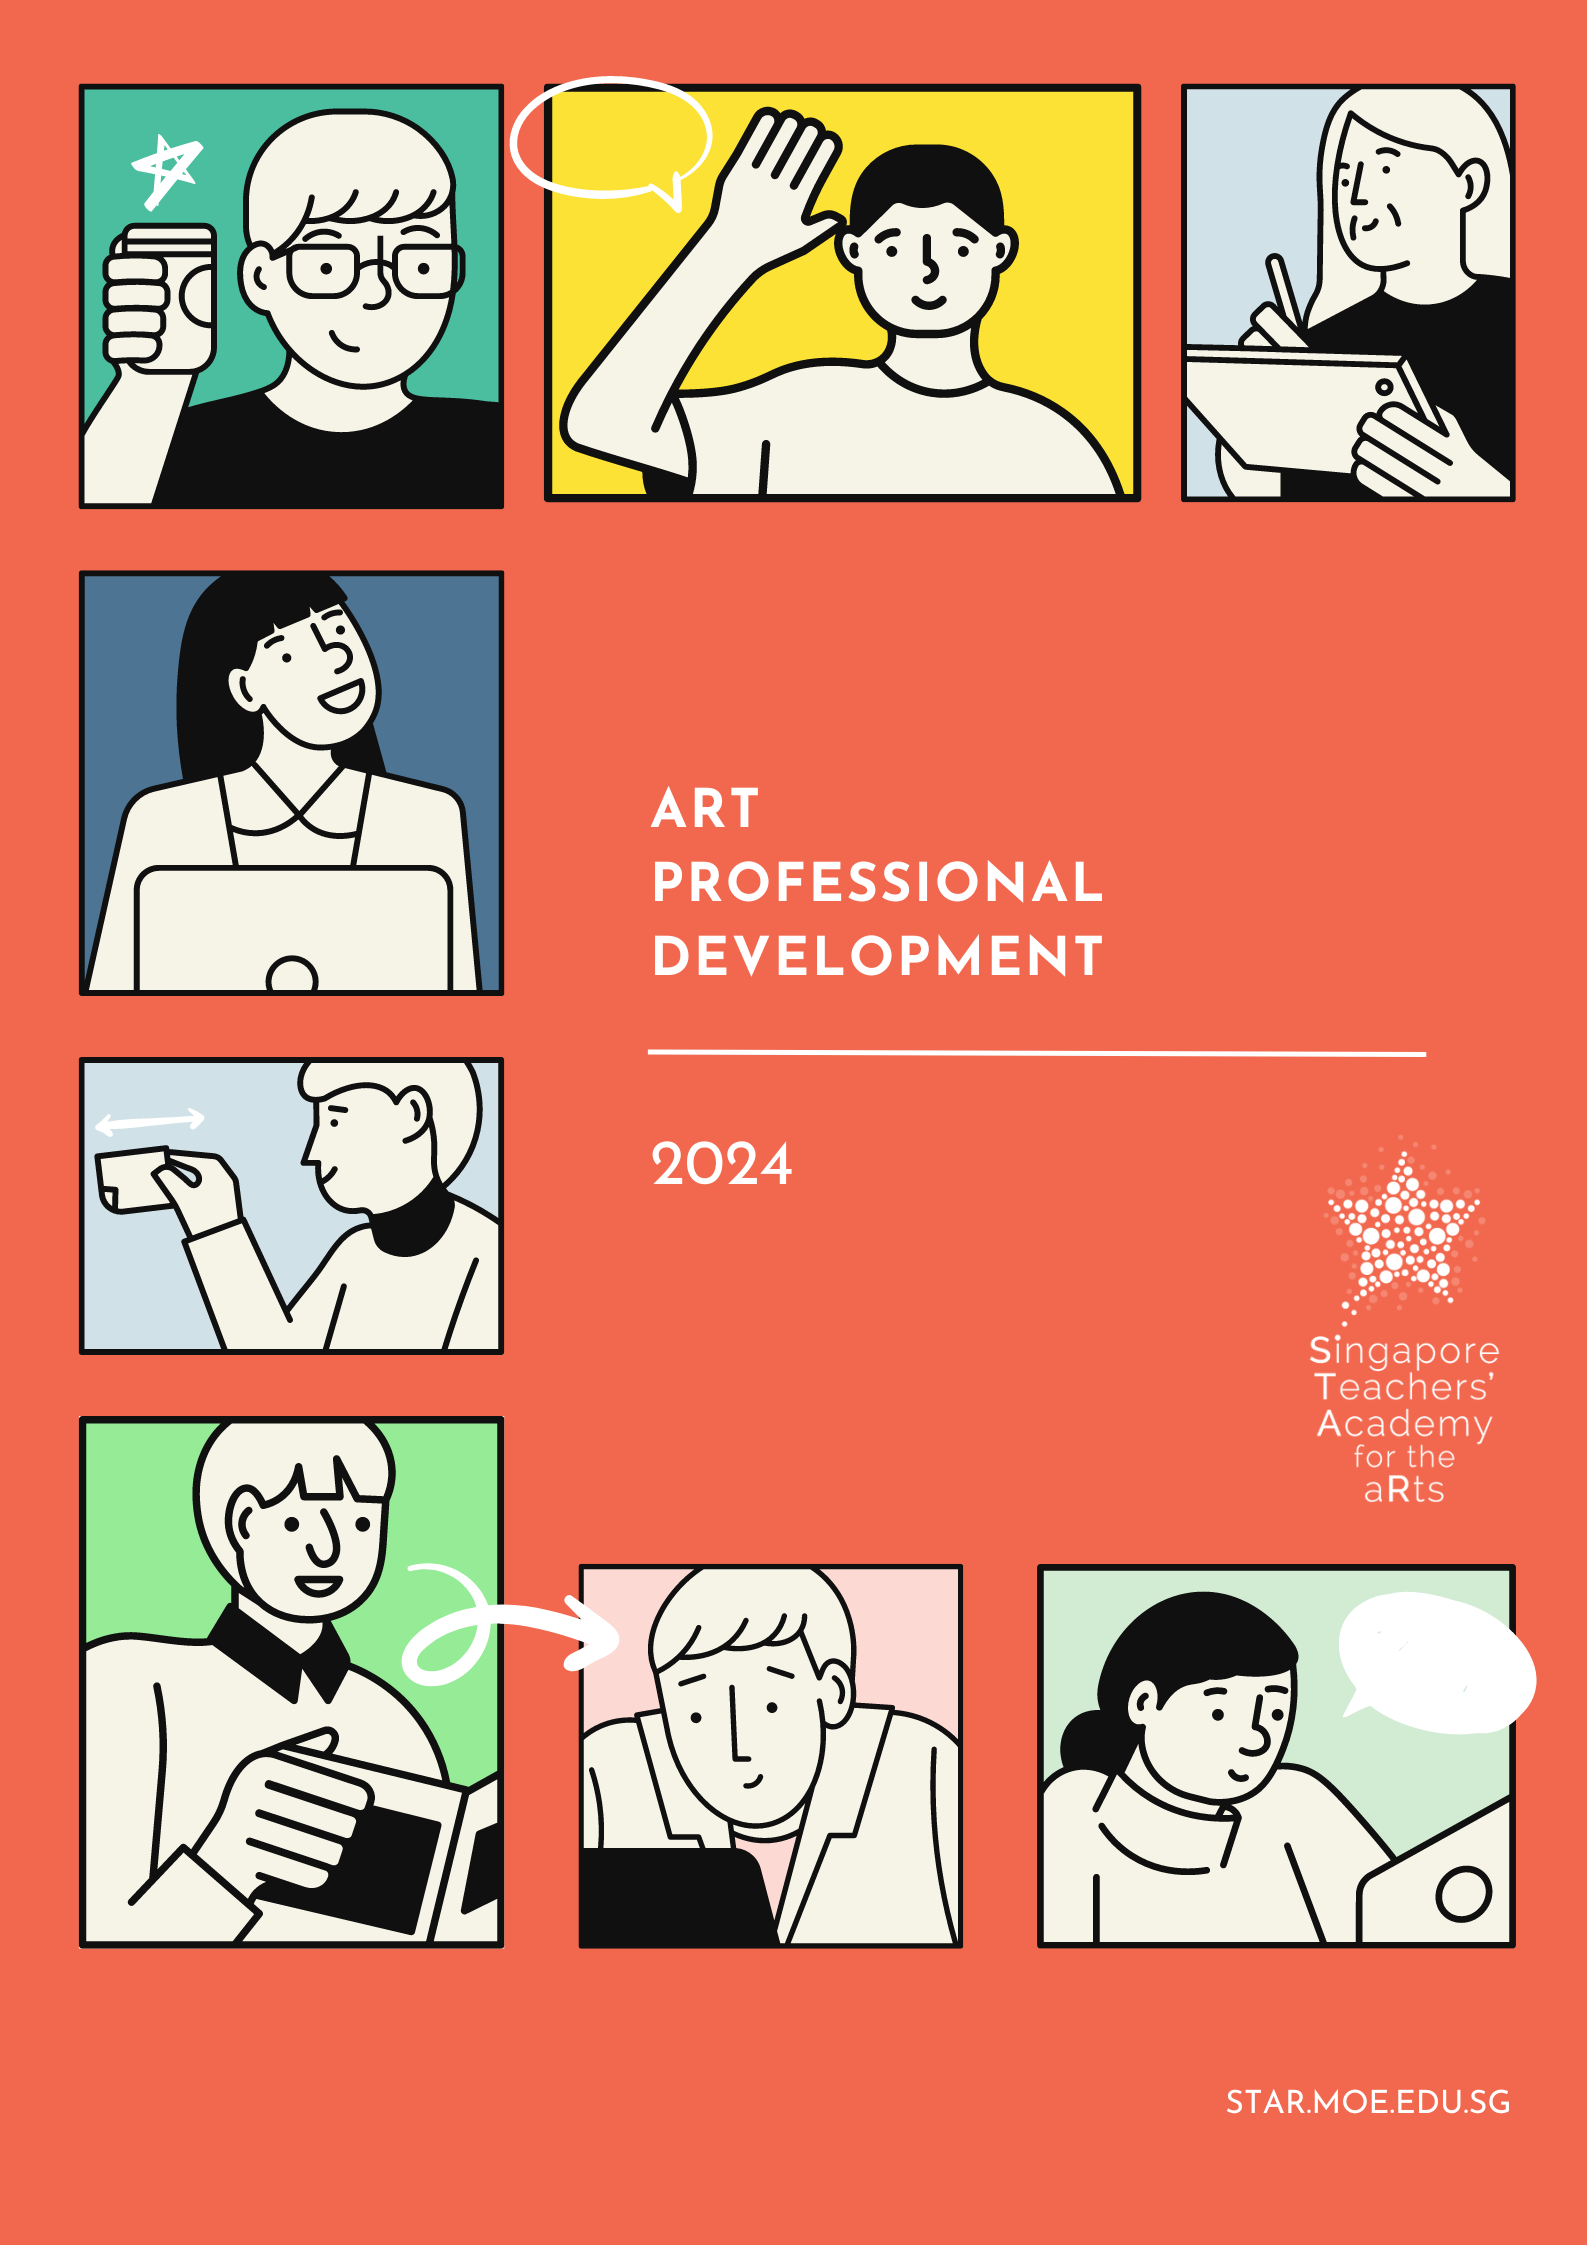 ART
PROFESSIONAL
DEVELOPMENT
2024
Singapore
Teachers’
Academy
for the
aRts
STAR.MOE.EDU.SG